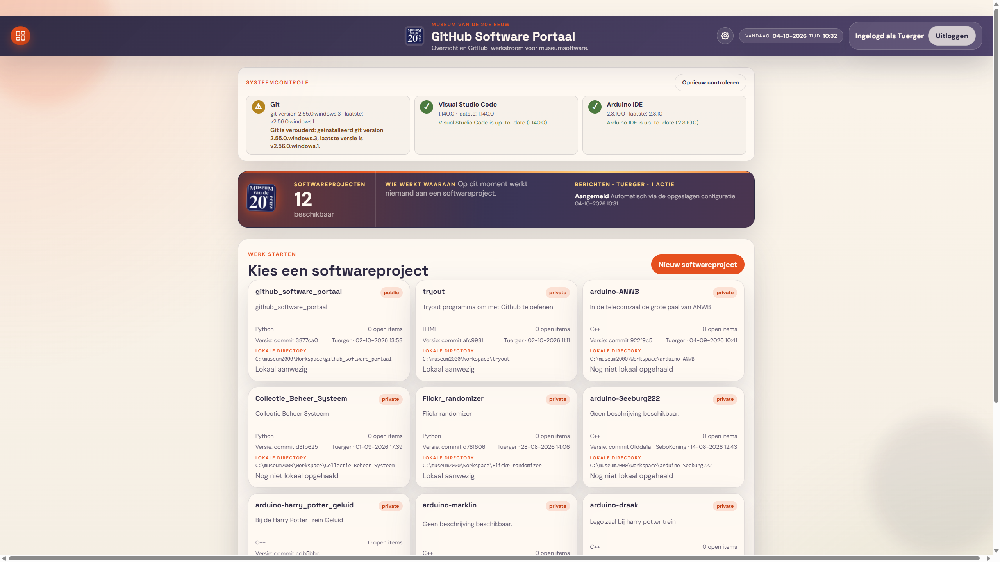 MUSEUM VAN DE 20E EEUW
GitHub Software Portaal
Overzicht en GitHub-werkstroom voor museumsoftware.
MuseuM van de 20e eeuw
VANDAAG 04-10-2026 TIJD 10:32
Ingelogd als Tuerger
Uitloggen
SYSTEEMCONTROLE
Opnieuw controleren
Git
git version 2.55.0.windows.3 · laatste:
v2.56.0.windows.1
Git is verouderd: geinstalleerd git version
2.55.0.windows.3, laatste versie is
v2.56.0.windows.1.
Visual Studio Code
1.140.0 · laatste: 1.140.0
Visual Studio Code is up-to-date (1.140.0).
Arduino IDE
2.3.10.0 · laatste: 2.3.10
Arduino IDE is up-to-date (2.3.10.0).
MuseuM
van de
20e
eeuw
SOFTWAREPROJECTEN
12
beschikbaar
WIE WERKT WAARAAN Op dit moment werkt
niemand aan een softwareproject.
BERICHTEN · TUERGER · 1 ACTIE
Aangemeld Automatisch via de opgeslagen configuratie
04-10-2026 10:31
WERK STARTEN
Kies een softwareproject
Nieuw softwareproject
github_software_portaal public
github_software_portaal
Python 0 open items
Versie: commit 3877ca0 Tuerger · 02-10-2026 13:58
LOKALE DIRECTORY
C:\museum2000\Workspace\github_software_portaal
Lokaal aanwezig
tryout private
Tryout programma om met Github te oefenen
HTML 0 open items
Versie: commit afc9981 Tuerger · 02-10-2026 11:11
LOKALE DIRECTORY
C:\museum2000\Workspace\tryout
Lokaal aanwezig
arduino-ANWB private
In de telecomzaal de grote paal van ANWB
C++ 0 open items
Versie: commit 922f9c5 Tuerger · 04-09-2026 10:41
LOKALE DIRECTORY
C:\museum2000\Workspace\arduino-ANWB
Nog niet lokaal opgehaald
Collectie_Beheer_Systeem private
Collectie Beheer Systeem
Python 0 open items
Versie: commit d3fb625 Tuerger · 01-09-2026 17:39
LOKALE DIRECTORY
C:\museum2000\Workspace\Collectie_Beheer_Systeem
Nog niet lokaal opgehaald
Flickr_randomizer private
Flickr randomizer
Python 0 open items
Versie: commit d781606 Tuerger · 28-08-2026 14:06
LOKALE DIRECTORY
C:\museum2000\Workspace\Flickr_randomizer
Lokaal aanwezig
arduino-Seeburg222 private
Geen beschrijving beschikbaar.
C++ 0 open items
Versie: commit 0fdda1a SeboKoning · 14-08-2026 12:43
LOKALE DIRECTORY
C:\museum2000\Workspace\arduino-Seeburg222
Nog niet lokaal opgehaald
arduino-harry_potter_geluid private
Bij de Harry Potter Trein Geluid
C++ 0 open items
Versie: commit cdb5bbc
arduino-marklin private
Geen beschrijving beschikbaar.
C++ 0 open items
arduino-draak private
Lego zaal bij harry potter trein
C++ 0 open items